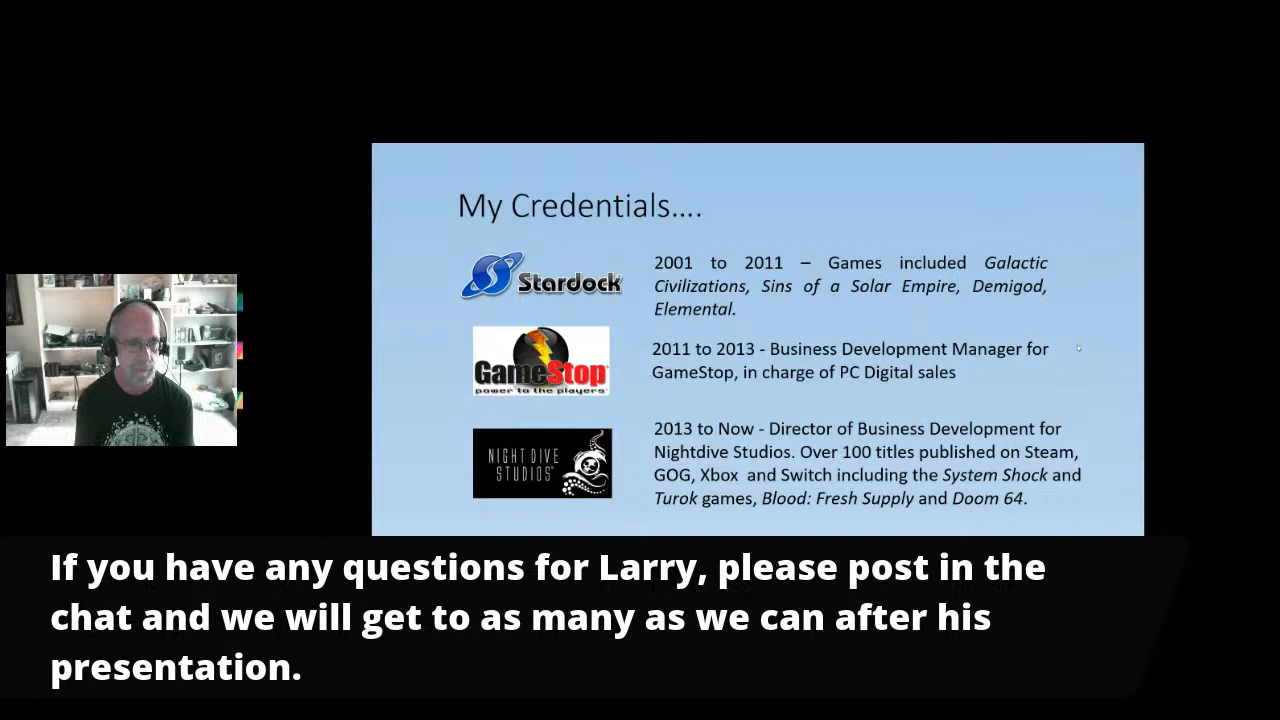 My Credentials....
Stardock
2001 to 2011 – Games included Galactic
Civilizations, Sins of a Solar Empire, Demigod,
Elemental.
GameStop
power to the players
2011 to 2013 - Business Development Manager for
GameStop, in charge of PC Digital sales
NIGHT DIVE
STUDIOS
2013 to Now - Director of Business Development for
Nightdive Studios. Over 100 titles published on Steam,
GOG, Xbox and Switch including the System Shock and
Turok games, Blood: Fresh Supply and Doom 64.
If you have any questions for Larry, please post in the
chat and we will get to as many as we can after his
presentation.